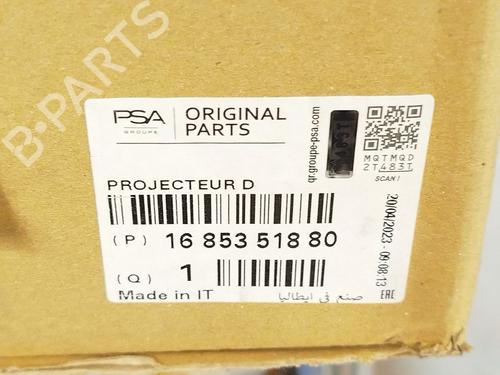 B-PARTS
PSA
GROUPE
ORIGINAL
PARTS
qr.groupe-psa.com
483T
MQTMQD
2T483T
SCAN !
PROJECTEUR D
(P) 16 853 518 80
(Q) 1
Made in IT
صنع في ايطاليا
20/04/2023 - 09:08:13
EAC